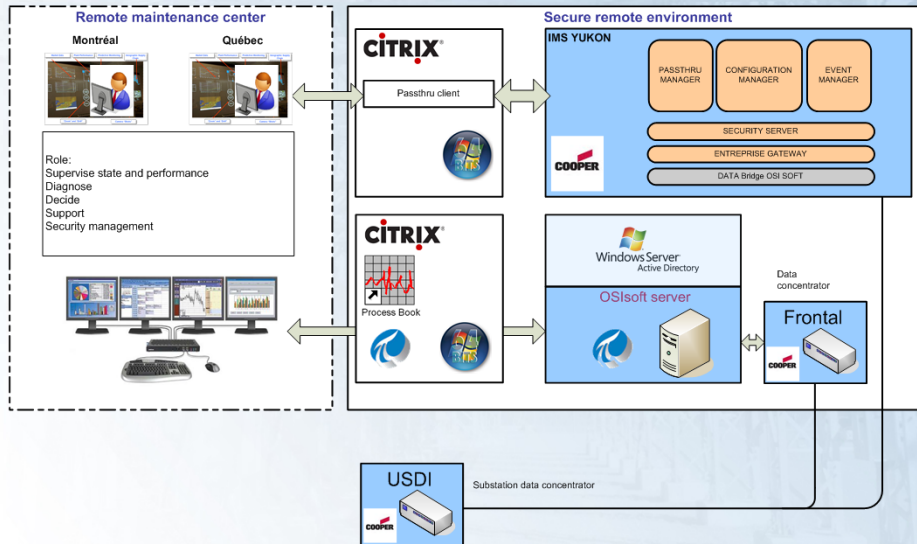 Remote maintenance center
Montréal
Québec
Role:
Supervise state and performance
Diagnose
Decide
Support
Security management
Secure remote environment
CITRIX®
Passthru client
IMS YUKON
PASSTHRU
MANAGER
CONFIGURATION
MANAGER
EVENT
MANAGER
SECURITY SERVER
ENTREPRISE GATEWAY
DATA Bridge OSI SOFT
COOPER
CITRIX®
Process Book
Windows Server
Active Directory
OSIsoft server
Data
concentrator
Frontal
COOPER
USDI
COOPER
Substation data concentrator